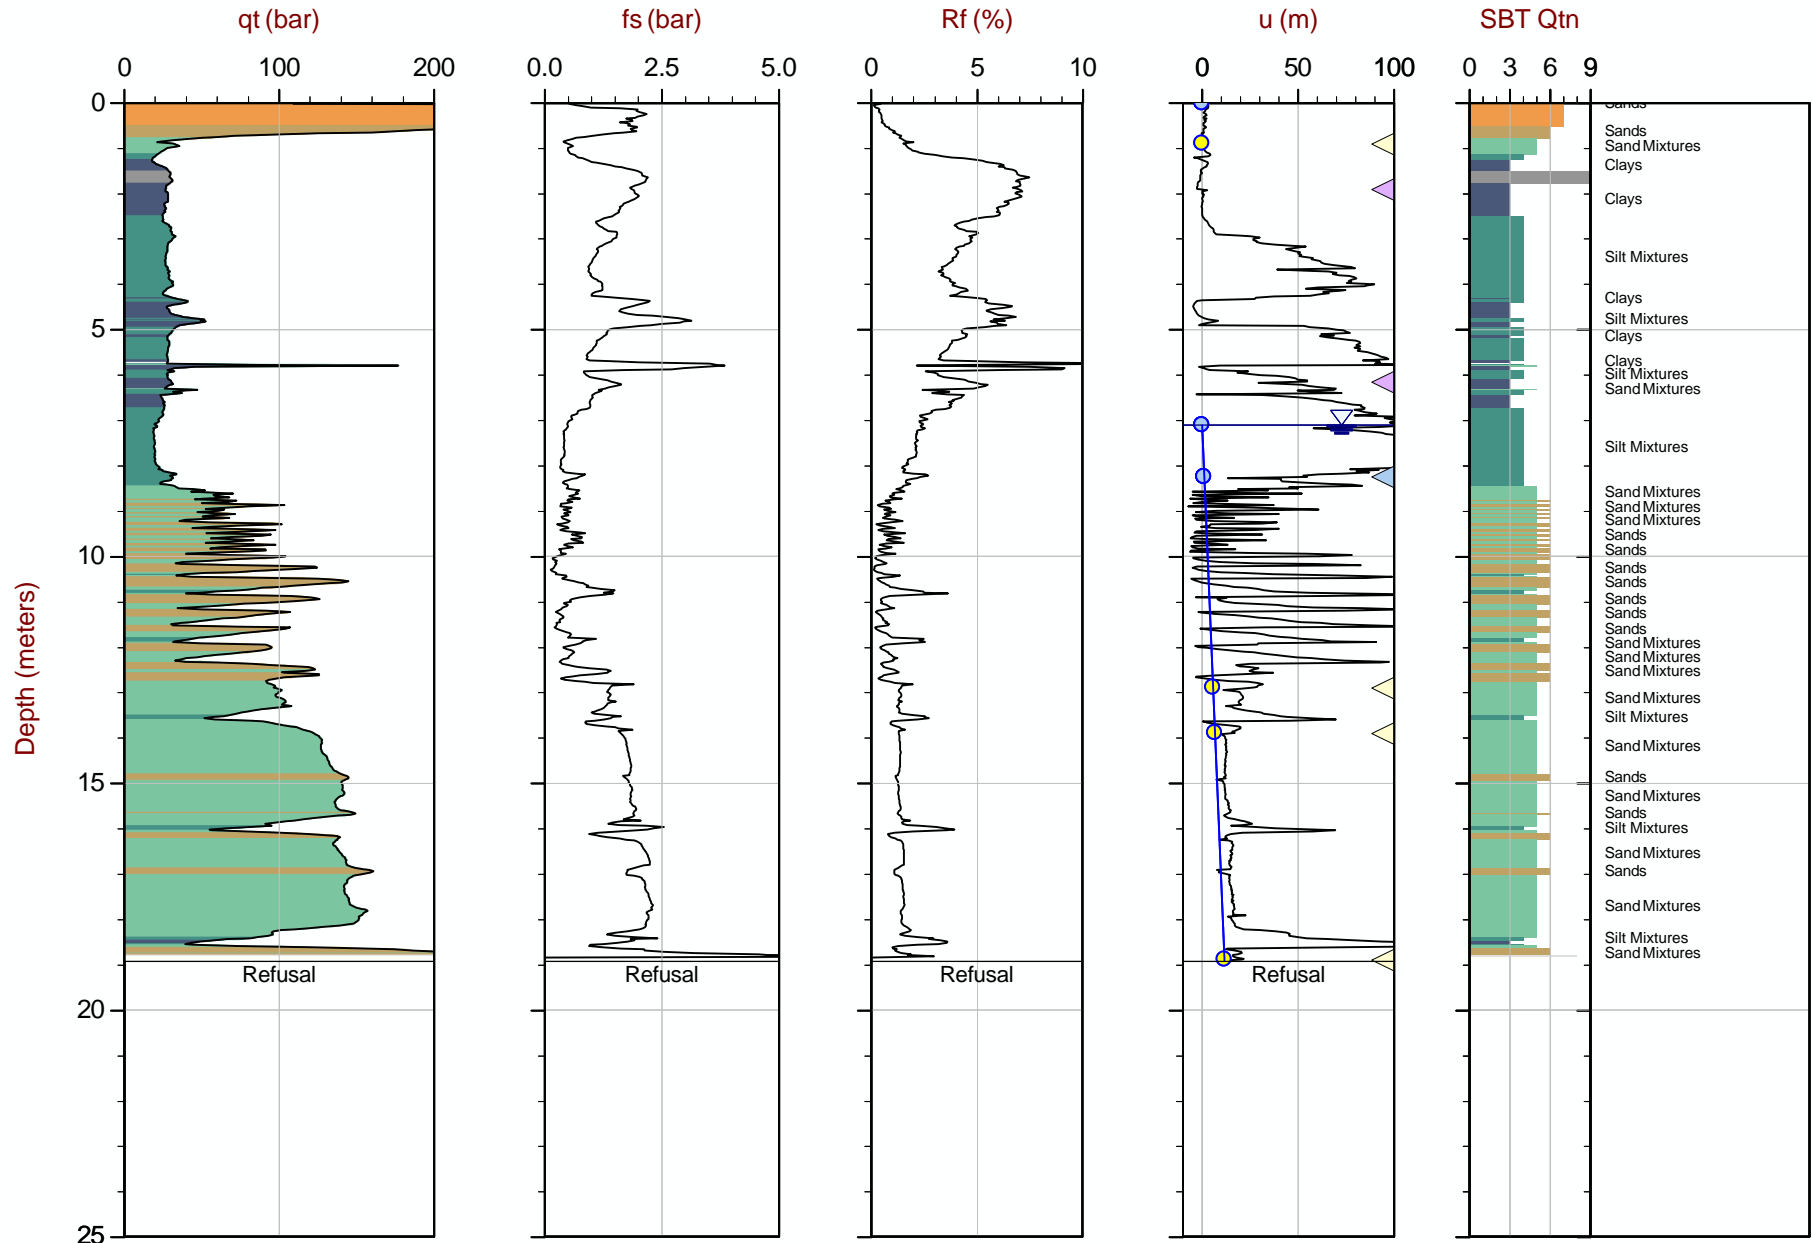 qt (bar) fs (bar) Rf (%) u (m) SBT Qtn
0 100 200 0.0 2.5 5.0 0 5 10 0 50 100 0 3 6 9
0
5
10
15
20
25
Depth (meters)
Sands
Sands
Sand Mixtures
Clays
Clays
Silt Mixtures
Clays
Silt Mixtures
Clays
Clays
Silt Mixtures
Sand Mixtures
Silt Mixtures
Sand Mixtures
Sand Mixtures
Sand Mixtures
Sands
Sands
Sands
Sands
Sands
Sands
Sands
Sand Mixtures
Sand Mixtures
Sand Mixtures
Sand Mixtures
Silt Mixtures
Sand Mixtures
Sands
Sand Mixtures
Sands
Silt Mixtures
Sand Mixtures
Sands
Sand Mixtures
Silt Mixtures
Sand Mixtures
Refusal Refusal Refusal